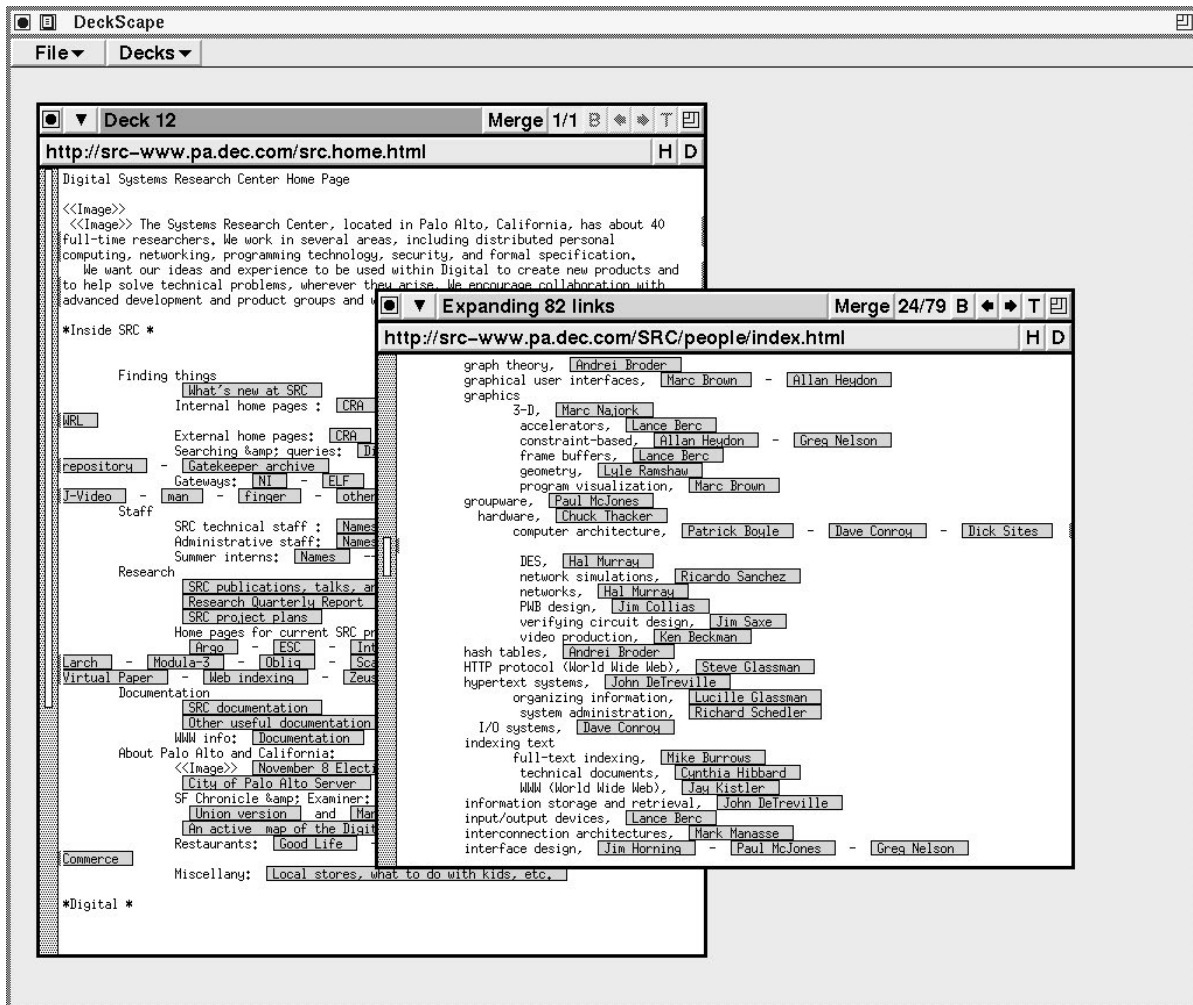 DeckScape
File Decks
Deck 12 Merge 1/1 B T
http://src-www.pa.dec.com/src.home.html H D
Digital Systems Research Center Home Page
<<Image>>
<<Image>> The Systems Research Center, located in Palo Alto, California, has about 40
full-time researchers. We work in several areas, including distributed personal
computing, networking, programming technology, security, and formal specification.
We want our ideas and experience to be used within Digital to create new products and
to help solve technical problems, wherever they arise. We encourage collaboration with
advanced development and product groups and
*Inside SRC *
Finding things
What's new at SRC
Internal home pages : CRA
WRL
External home pages: CRA
Searching &amp; queries:
repository - Gatekeeper archive
Gateways: NI - ELF
J-Video - man - finger - other
Staff
SRC technical staff : Names
Administrative staff: Names
Summer interns: Names --
Research
SRC publications, talks,
Research Quarterly Report
SRC project plans
Home pages for current SRC
Argo - ESC -
Larch - Modula-3 - Obliq -
Virtual Paper - Web indexing - Zeus
Documentation
SRC documentation
Other useful documentation
WWW info: Documentation
About Palo Alto and California:
<<Image>> November 8
City of Palo Alto Server
SF Chronicle &amp; Examiner:
Union version and
An active map of the
Restaurants: Good Life -
Commerce
Miscellany: Local stores, what to do with kids, etc.
*Digital *
Expanding 82 links Merge 24/79 B T
http://src-www.pa.dec.com/SRC/people/index.html H D
graph theory, Andrei Broder
graphical user interfaces, Marc Brown - Allan Heydon
graphics
3-D, Marc Najork
accelerators, Lance Berc
constraint-based, Allan Heydon - Greg Nelson
frame buffers, Lance Berc
geometry, Lyle Ramshaw
program visualization, Marc Brown
groupware, Paul McJones
hardware, Chuck Thacker
computer architecture, Patrick Boyle - Dave Conroy - Dick Sites
DES, Hal Murray
network simulations, Ricardo Sanchez
networks, Hal Murray
PWB design, Jim Collias
verifying circuit design, Jim Saxe
video production, Ken Beckman
hash tables, Andrei Broder
HTTP protocol (World Wide Web), Steve Glassman
hypertext systems, John DeTreville
organizing information, Lucille Glassman
system administration, Richard Schedler
I/O systems, Dave Conroy
indexing text
full-text indexing, Mike Burrows
technical documents, Cynthia Hibbard
WWW (World Wide Web), Jay Kistler
information storage and retrieval, John DeTreville
input/output devices, Lance Berc
interconnection architectures, Mark Manasse
interface design, Jim Horning - Paul McJones - Greg Nelson